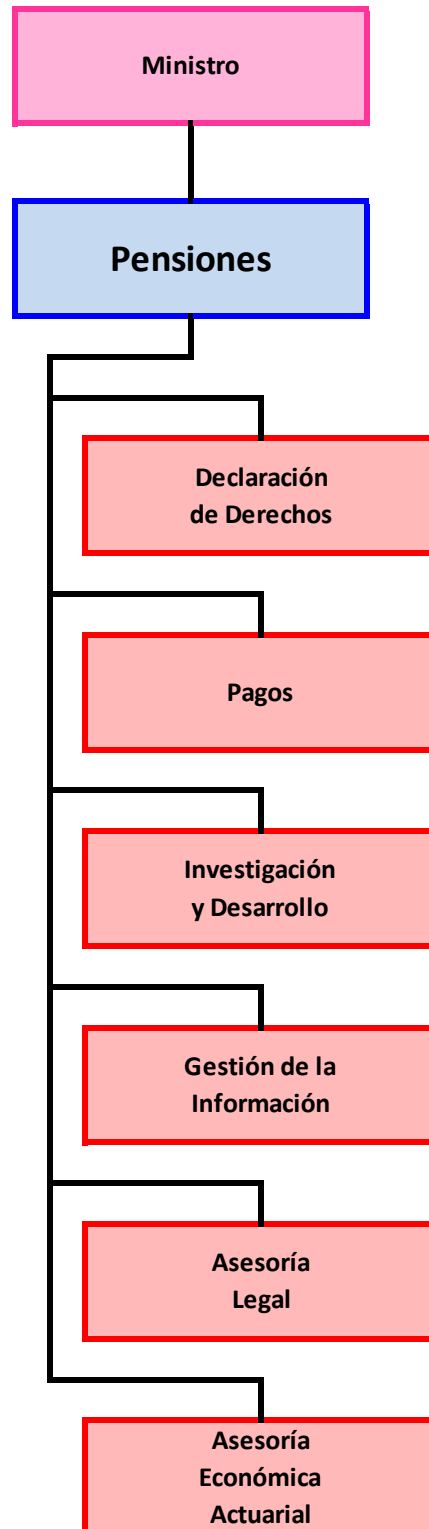 Ministro
Pensiones
Declaración
de Derechos
Pagos
Investigación
y Desarrollo
Gestión de la
Información
Asesoría
Legal
Asesoría
Económica
Actuarial